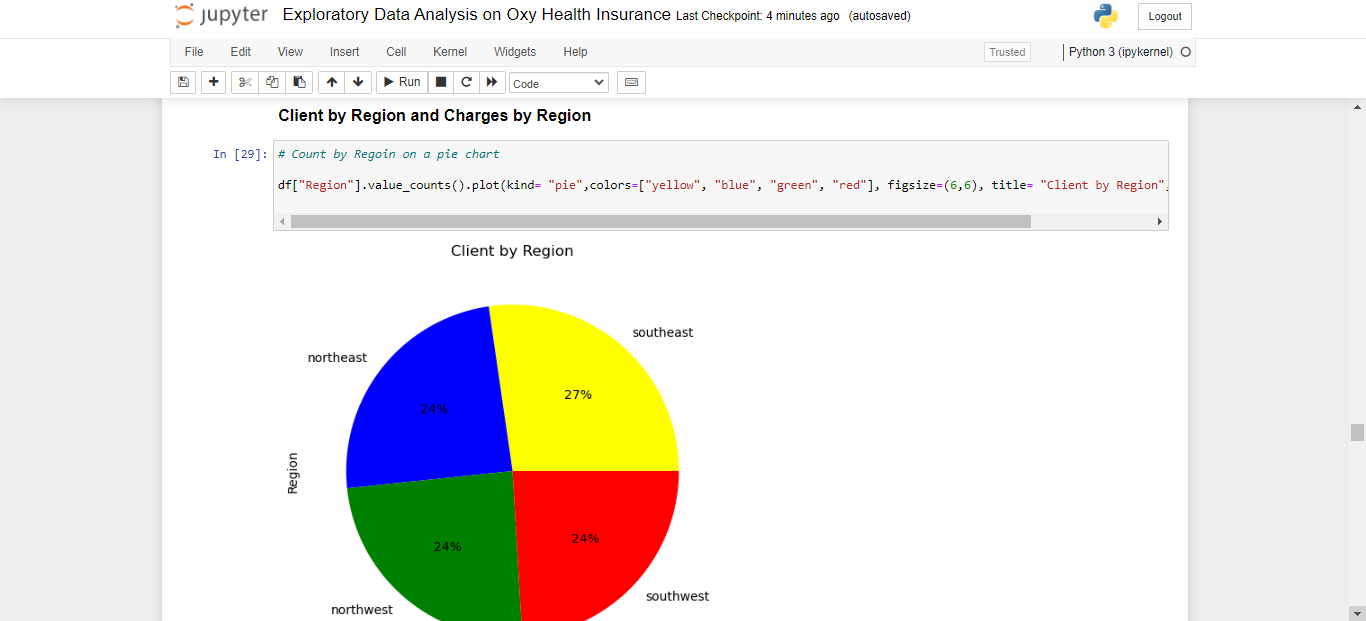 jupyter Exploratory Data Analysis on Oxy Health Insurance Last Checkpoint: 4 minutes ago (autosaved)
Logout
File Edit View Insert Cell Kernel Widgets Help
Trusted
Python 3 (ipykernel)
Run
Code
Client by Region and Charges by Region
In [29]:
# Count by Regoin on a pie chart
df["Region"].value_counts().plot(kind= "pie",colors=["yellow", "blue", "green", "red"], figsize=(6,6), title= "Client by Region",
Client by Region
southeast
northeast
27%
24%
Region
24%
24%
southwest
northwest